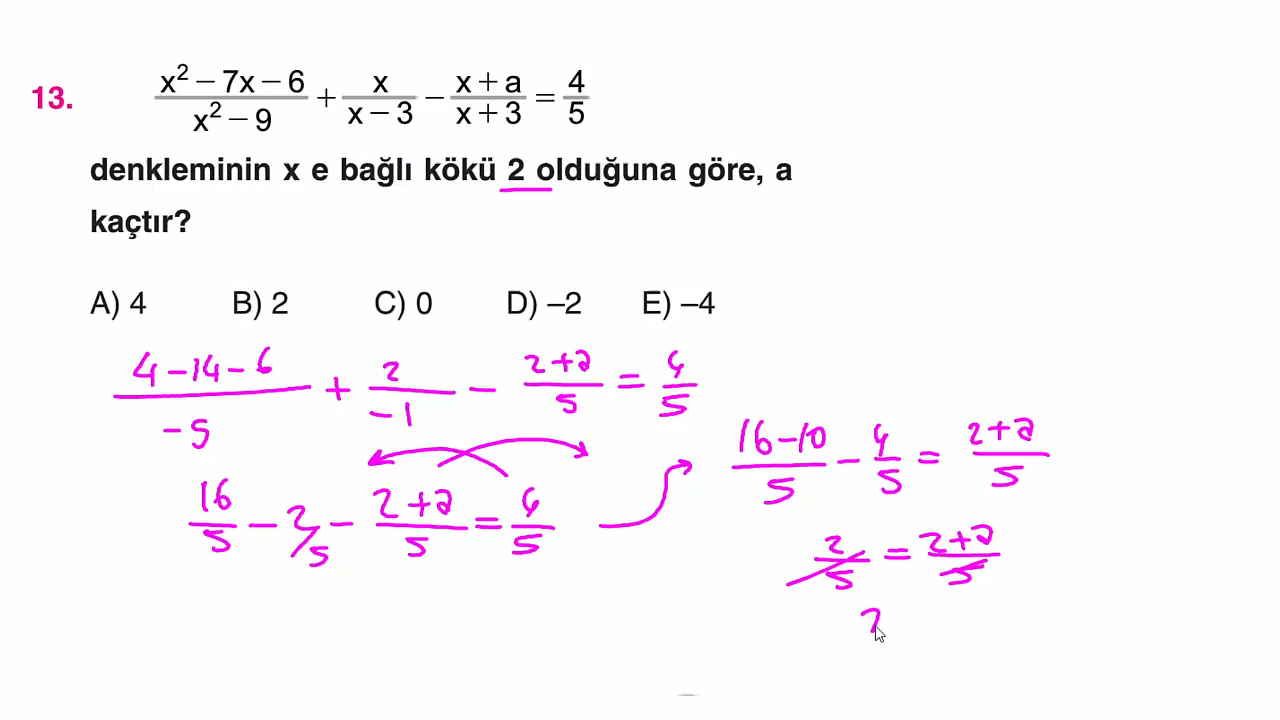 13. x² − 7x − 6 / x² − 9 + x / x − 3 − x + a / x + 3 = 4 / 5
denkleminin x e bağlı kökü 2 olduğuna göre, a
kaçtır?
A) 4 B) 2 C) 0 D) –2 E) –4
4 − 14 − 6 / −5 + 2 / −1 − 2 + a / 5 = 4 / 5
16 / 5 − 2 / 5 − 2 + a / 5 = 4 / 5
16 − 10 / 5 − 4 / 5 = 2 + a / 5
2 / 5 = 2 + a / 5